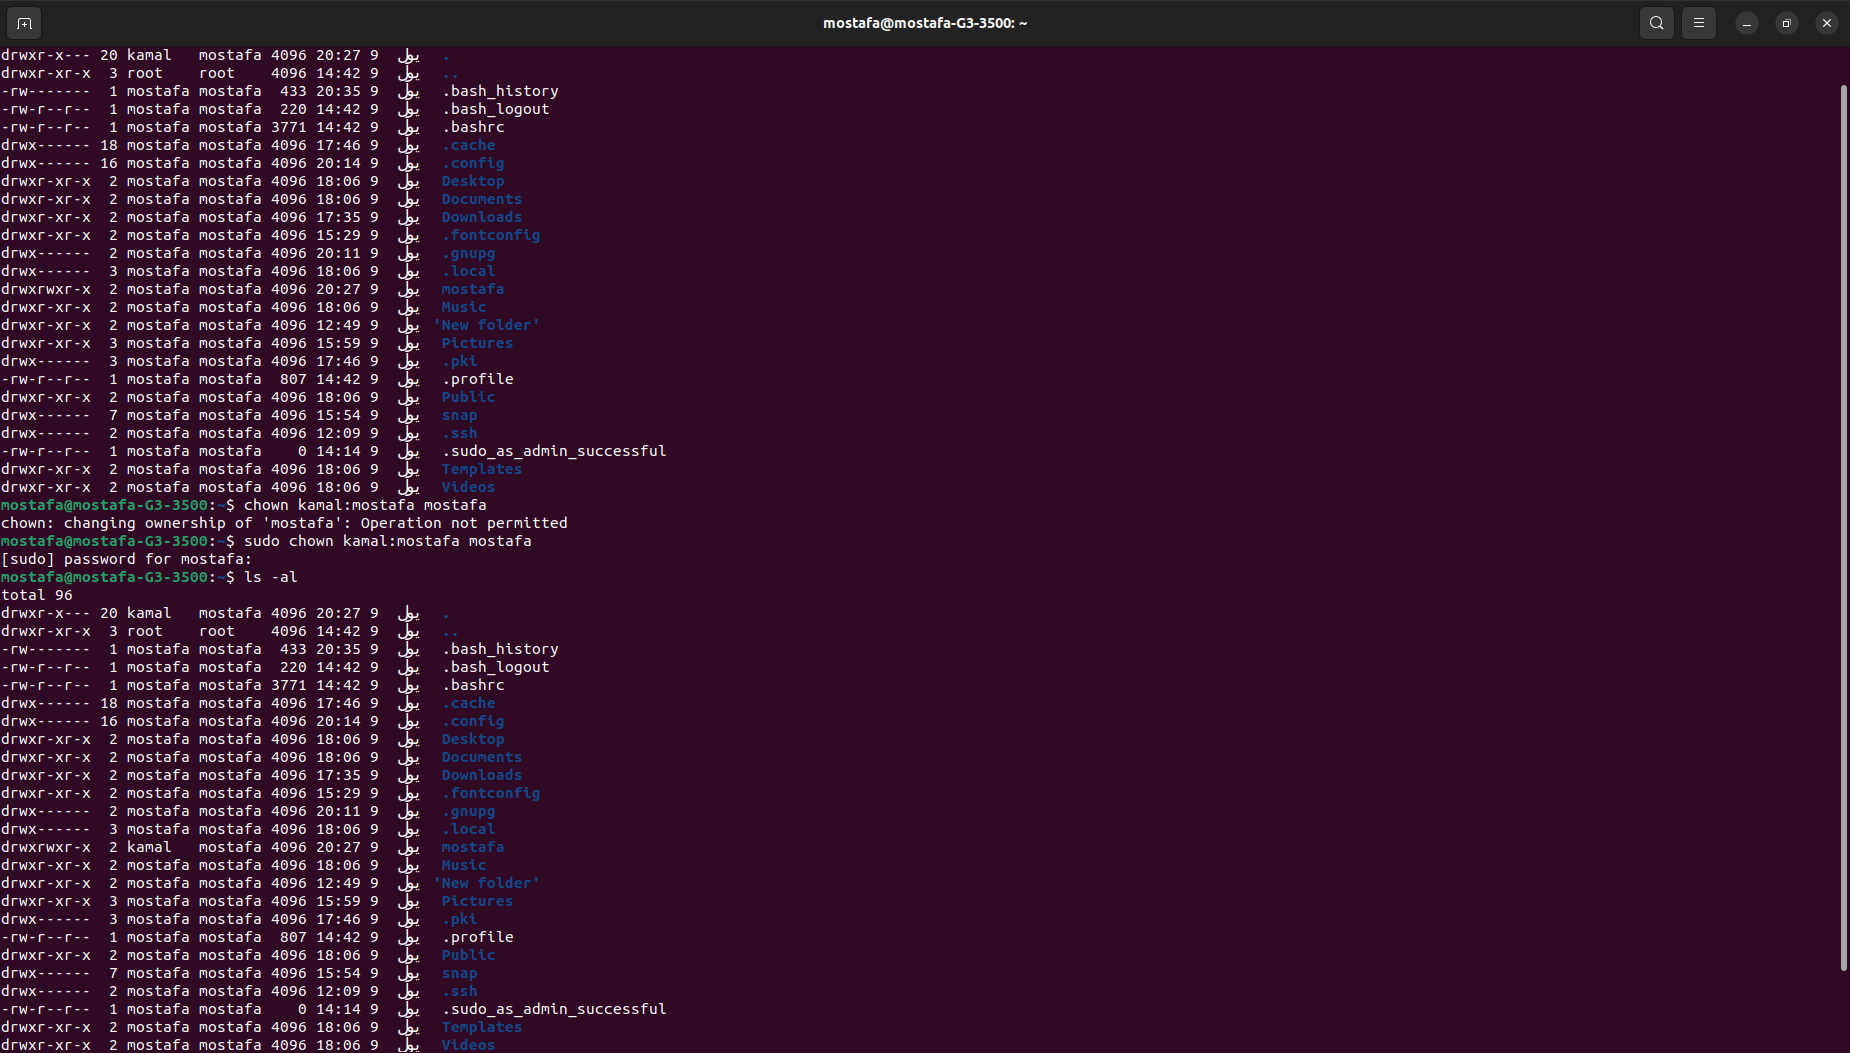 mostafa@mostafa-G3-3500: ~
drwxr-x--- 20 kamal   mostafa 4096 20:27 9  يول  .
drwxr-xr-x  3 root    root    4096 14:42 9  يول  ..
-rw-------  1 mostafa mostafa  433 20:35 9  يول  .bash_history
-rw-r--r--  1 mostafa mostafa  220 14:42 9  يول  .bash_logout
-rw-r--r--  1 mostafa mostafa 3771 14:42 9  يول  .bashrc
drwx------ 18 mostafa mostafa 4096 17:46 9  يول  .cache
drwx------ 16 mostafa mostafa 4096 20:14 9  يول  .config
drwxr-xr-x  2 mostafa mostafa 4096 18:06 9  يول  Desktop
drwxr-xr-x  2 mostafa mostafa 4096 18:06 9  يول  Documents
drwxr-xr-x  2 mostafa mostafa 4096 17:35 9  يول  Downloads
drwxr-xr-x  2 mostafa mostafa 4096 15:29 9  يول  .fontconfig
drwx------  2 mostafa mostafa 4096 20:11 9  يول  .gnupg
drwx------  3 mostafa mostafa 4096 18:06 9  يول  .local
drwxrwxr-x  2 mostafa mostafa 4096 20:27 9  يول  mostafa
drwxr-xr-x  2 mostafa mostafa 4096 18:06 9  يول  Music
drwxr-xr-x  2 mostafa mostafa 4096 12:49 9  يول 'New folder'
drwxr-xr-x  3 mostafa mostafa 4096 15:59 9  يول  Pictures
drwx------  3 mostafa mostafa 4096 17:46 9  يول  .pki
-rw-r--r--  1 mostafa mostafa  807 14:42 9  يول  .profile
drwxr-xr-x  2 mostafa mostafa 4096 18:06 9  يول  Public
drwx------  7 mostafa mostafa 4096 15:54 9  يول  snap
drwx------  2 mostafa mostafa 4096 12:09 9  يول  .ssh
-rw-r--r--  1 mostafa mostafa    0 14:14 9  يول  .sudo_as_admin_successful
drwxr-xr-x  2 mostafa mostafa 4096 18:06 9  يول  Templates
drwxr-xr-x  2 mostafa mostafa 4096 18:06 9  يول  Videos
mostafa@mostafa-G3-3500:~$ chown kamal:mostafa mostafa
chown: changing ownership of 'mostafa': Operation not permitted
mostafa@mostafa-G3-3500:~$ sudo chown kamal:mostafa mostafa
[sudo] password for mostafa:
mostafa@mostafa-G3-3500:~$ ls -al
total 96
drwxr-x--- 20 kamal   mostafa 4096 20:27 9  يول  .
drwxr-xr-x  3 root    root    4096 14:42 9  يول  ..
-rw-------  1 mostafa mostafa  433 20:35 9  يول  .bash_history
-rw-r--r--  1 mostafa mostafa  220 14:42 9  يول  .bash_logout
-rw-r--r--  1 mostafa mostafa 3771 14:42 9  يول  .bashrc
drwx------ 18 mostafa mostafa 4096 17:46 9  يول  .cache
drwx------ 16 mostafa mostafa 4096 20:14 9  يول  .config
drwxr-xr-x  2 mostafa mostafa 4096 18:06 9  يول  Desktop
drwxr-xr-x  2 mostafa mostafa 4096 18:06 9  يول  Documents
drwxr-xr-x  2 mostafa mostafa 4096 17:35 9  يول  Downloads
drwxr-xr-x  2 mostafa mostafa 4096 15:29 9  يول  .fontconfig
drwx------  2 mostafa mostafa 4096 20:11 9  يول  .gnupg
drwx------  3 mostafa mostafa 4096 18:06 9  يول  .local
drwxrwxr-x  2 kamal   mostafa 4096 20:27 9  يول  mostafa
drwxr-xr-x  2 mostafa mostafa 4096 18:06 9  يول  Music
drwxr-xr-x  2 mostafa mostafa 4096 12:49 9  يول 'New folder'
drwxr-xr-x  3 mostafa mostafa 4096 15:59 9  يول  Pictures
drwx------  3 mostafa mostafa 4096 17:46 9  يول  .pki
-rw-r--r--  1 mostafa mostafa  807 14:42 9  يول  .profile
drwxr-xr-x  2 mostafa mostafa 4096 18:06 9  يول  Public
drwx------  7 mostafa mostafa 4096 15:54 9  يول  snap
drwx------  2 mostafa mostafa 4096 12:09 9  يول  .ssh
-rw-r--r--  1 mostafa mostafa    0 14:14 9  يول  .sudo_as_admin_successful
drwxr-xr-x  2 mostafa mostafa 4096 18:06 9  يول  Templates
drwxr-xr-x  2 mostafa mostafa 4096 18:06 9  يول  Videos